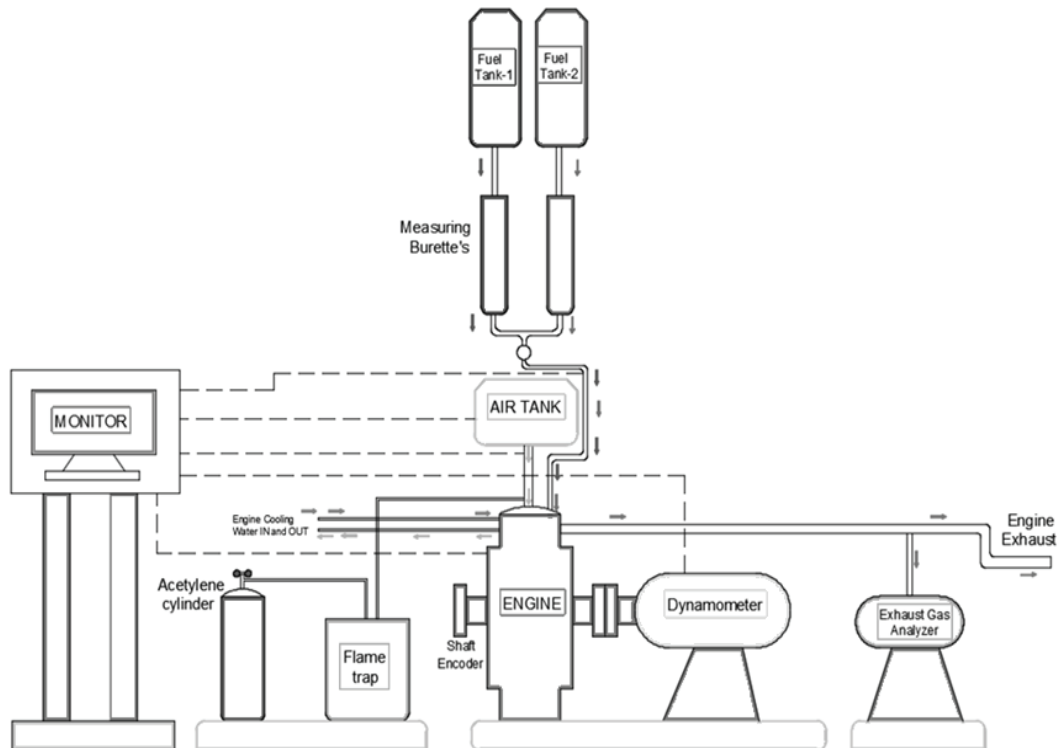 Fuel
Tank-1
Fuel
Tank-2
Measuring
Burette's
AIR TANK
MONITOR
Engine Cooling
Water IN and OUT
Engine
Exhaust
Acetylene
cylinder
ENGINE
Dynamometer
Exhaust Gas
Analyzer
Shaft
Encoder
Flame
trap